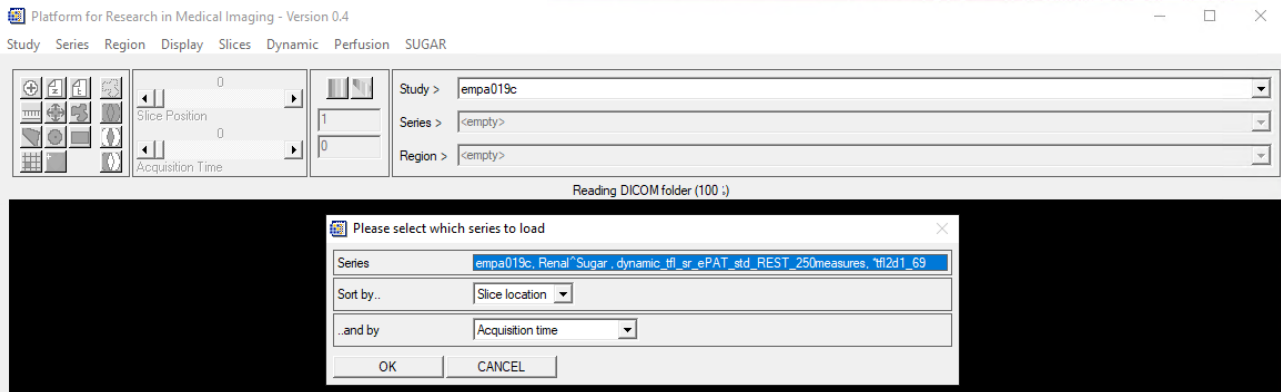 Platform for Research in Medical Imaging - Version 0.4
Study Series Region Display Slices Dynamic Perfusion SUGAR
0
Slice Position
0
Acquisition Time
1
0
Study > empa019c
Series > <empty>
Region > <empty>
Reading DICOM folder (100 %)
Please select which series to load
Series empa019c, Renal^Sugar , dynamic_tfl_sr_ePAT_std_REST_250measures, *tfl2d1_69
Sort by.. Slice location
..and by Acquisition time
OK CANCEL